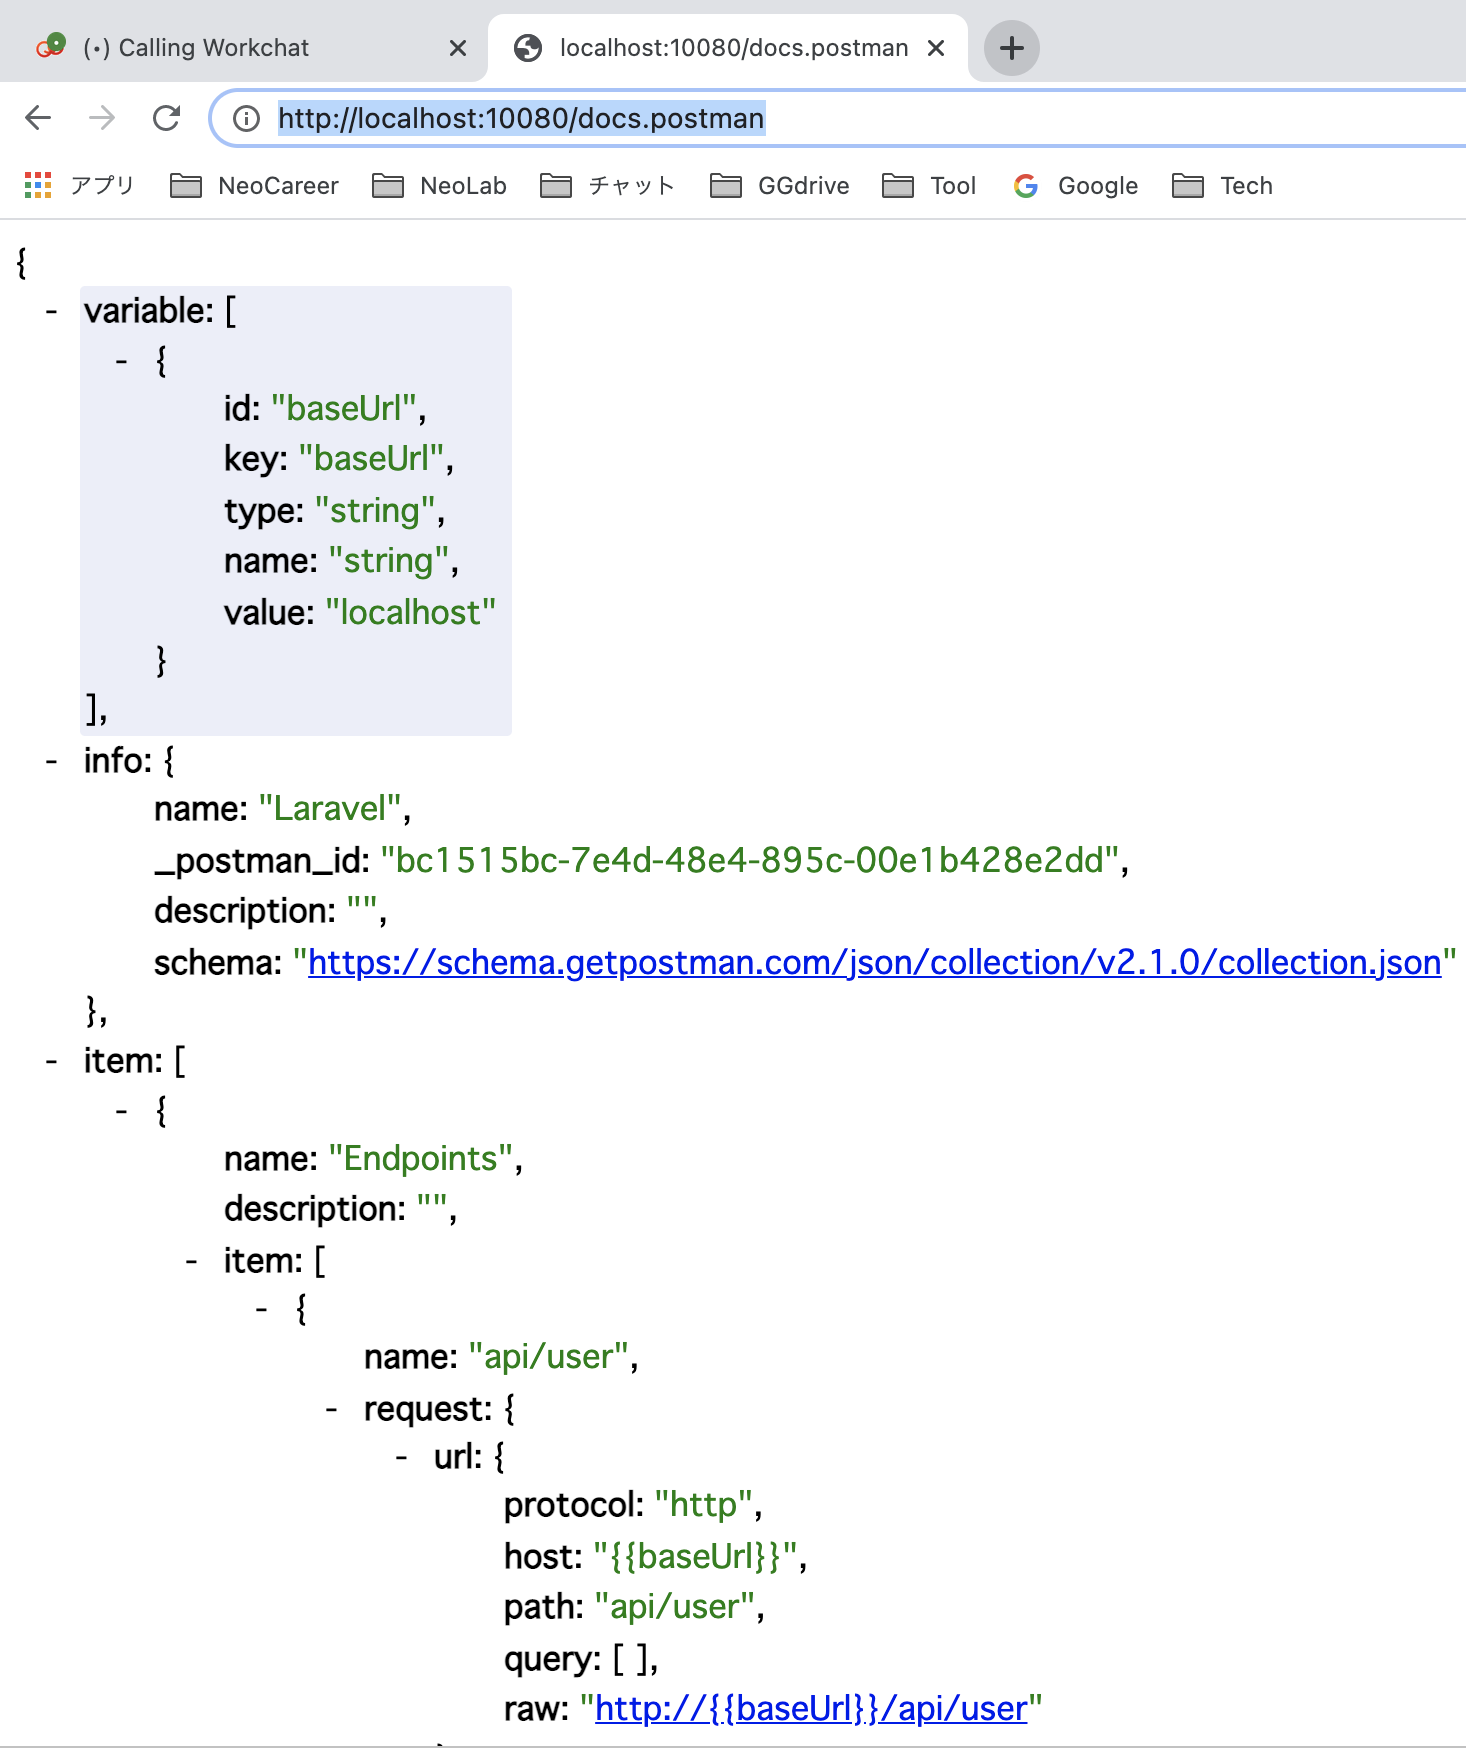 (·) Calling Workchat
localhost:10080/docs.postman
http://localhost:10080/docs.postman
アプリ NeoCareer NeoLab チャット GGdrive Tool Google Tech
{
- variable: [
- {
id: "baseUrl",
key: "baseUrl",
type: "string",
name: "string",
value: "localhost"
}
],
- info: {
name: "Laravel",
_postman_id: "bc1515bc-7e4d-48e4-895c-00e1b428e2dd",
description: "",
schema: "https://schema.getpostman.com/json/collection/v2.1.0/collection.json"
},
- item: [
- {
name: "Endpoints",
description: "",
- item: [
- {
name: "api/user",
- request: {
- url: {
protocol: "http",
host: "{{baseUrl}}",
path: "api/user",
query: [ ],
raw: "http://{{baseUrl}}/api/user"